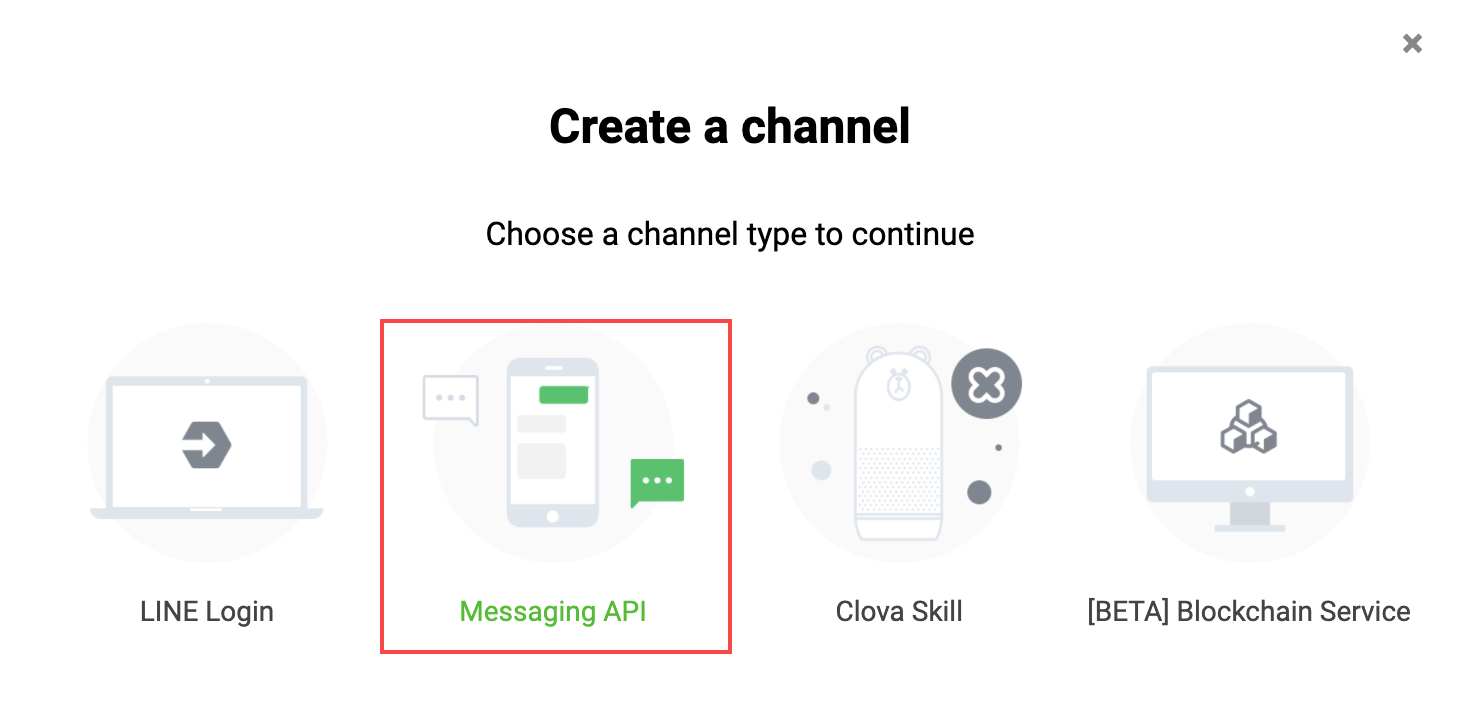 Create a channel
Choose a channel type to continue
LINE Login
Messaging API
Clova Skill
[BETA] Blockchain Service